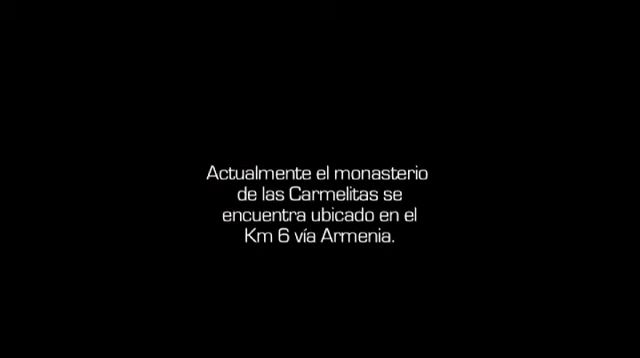 Actualmente el monasterio
de las Carmelitas se
encuentra ubicado en el
Km 6 vía Armenia.